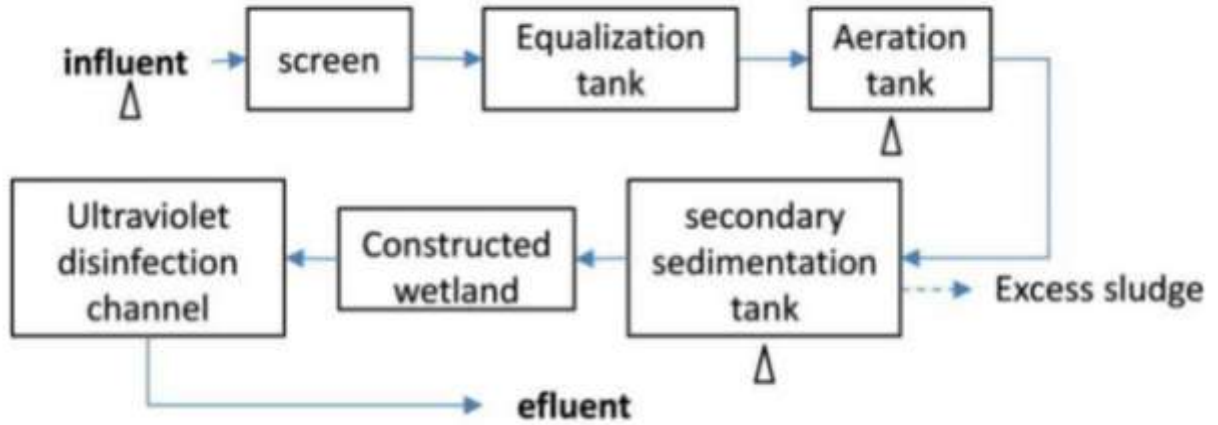 influent
screen
Equalization
tank
Aeration
tank
Ultraviolet
disinfection
channel
Constructed
wetland
secondary
sedimentation
tank
Excess sludge
efluent